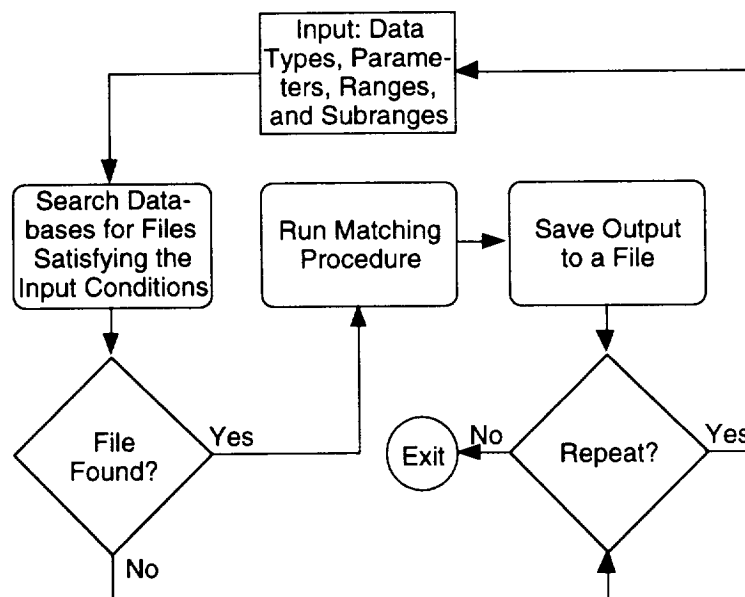 Input: Data
Types, Parame-
ters, Ranges,
and Subranges
Search Data-
bases for Files
Satisfying the
Input Conditions
Run Matching
Procedure
Save Output
to a File
File
Found?
Yes
No
Exit
No
Repeat?
Yes